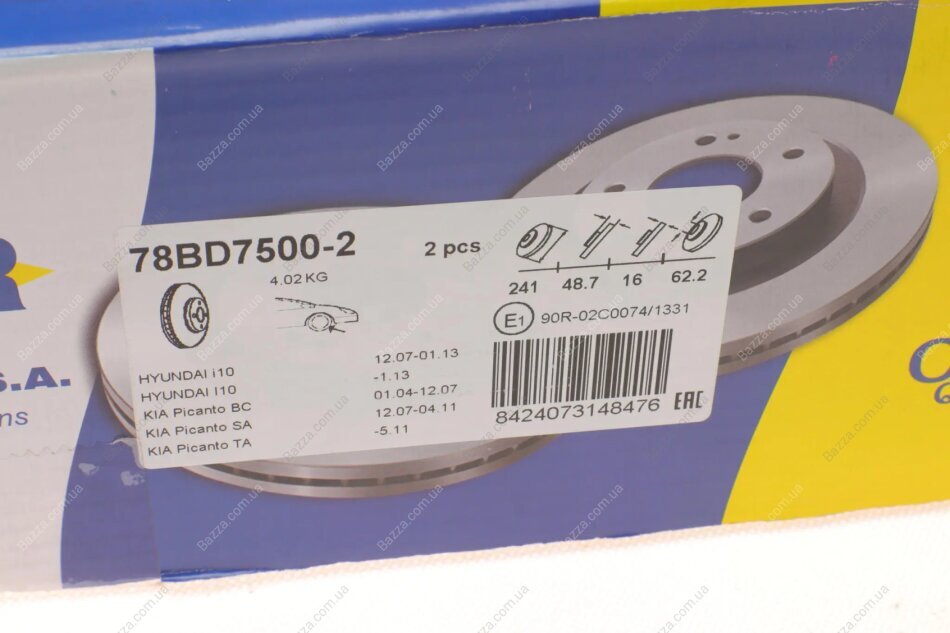 78BD7500-2
2 pcs
4.02 KG
241 48.7 16 62.2
E1 90R-02C0074/1331
HYUNDAI i10 12.07-01.13
HYUNDAI I10 -1.13
KIA Picanto BC 01.04-12.07
KIA Picanto SA 12.07-04.11
KIA Picanto TA -5.11
8424073148476
EAC
R
S.A.
ns
Bazza.com.ua